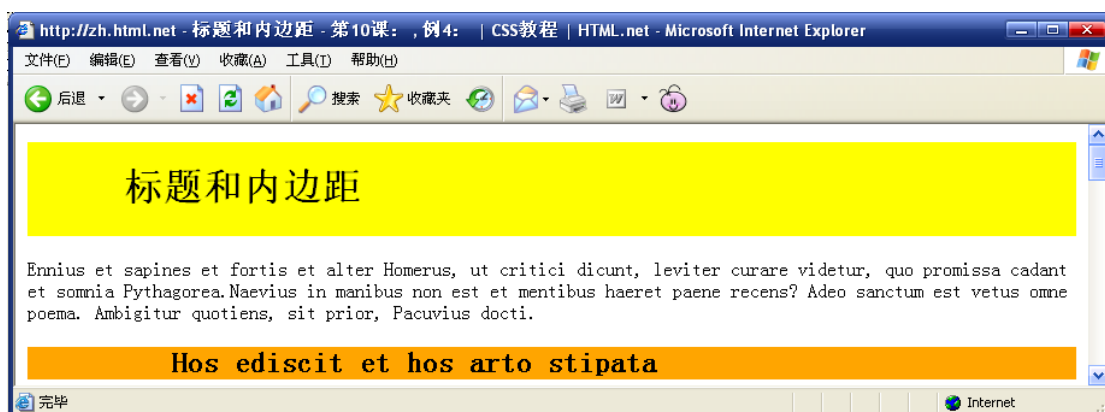 http://zh.html.net - 标题和内边距 - 第10课: ,例4: | CSS教程 | HTML.net - Microsoft Internet Explorer
文件(F) 编辑(E) 查看(V) 收藏(A) 工具(T) 帮助(H)
后退 搜索 收藏夹 W
标题和内边距
Ennius et sapines et fortis et alter Homerus, ut critici dicunt, leviter curare videtur, quo promissa cadant
et somnia Pythagorea.Naevius in manibus non est et mentibus haeret paene recens? Adeo sanctum est vetus omne
poema. Ambigitur quotiens, sit prior, Pacuvius docti.
Hos ediscit et hos arto stipata
完毕 Internet